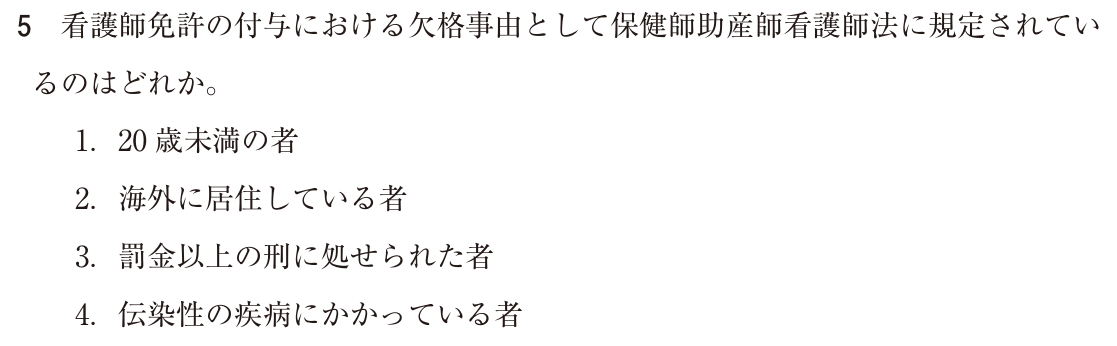 5 看護師免許の付与における欠格事由として保健師助産師看護師法に規定されてい
るのはどれか。
1. 20 歳未満の者
2. 海外に居住している者
3. 罰金以上の刑に処せられた者
4. 伝染性の疾病にかかっている者